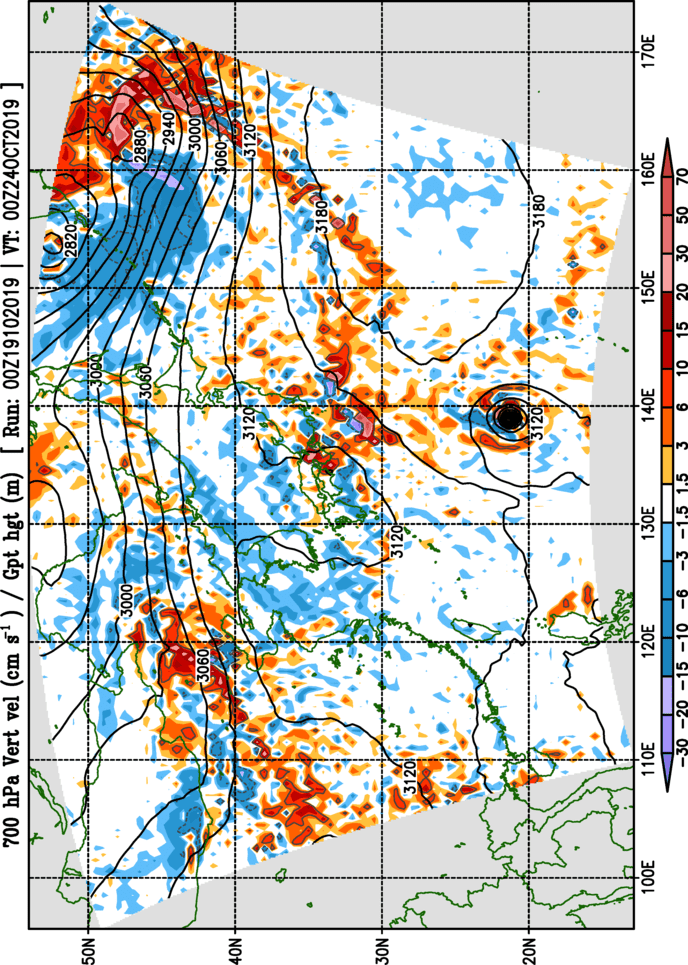 700 hPa Vert vel (cm s⁻¹) / Gpt hgt (m) [ Run: 00Z19102019 | VT: 00Z24OCT2019 ]
50N
40N
30N
20N
100E
110E
120E
130E
140E
150E
160E
170E
2820
2880
2940
3000
3060
3120
3180
3180
3000
3060
3120
3120
3120
3000
3060
3120
−30
−20
−15
−10
−6
−3
−1.5
1.5
3
6
10
15
20
30
50
70